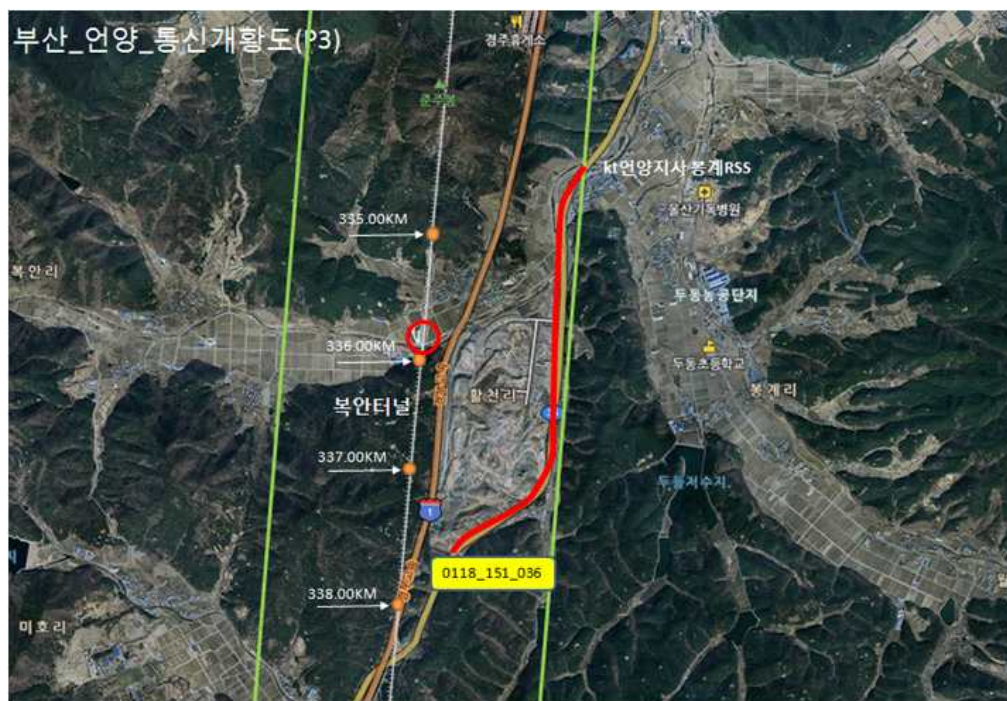 부산_언양_통신개황도(P3)
경주휴게소
kt언양지사 봉계RSS
울산기독병원
335.00KM
복안리
두동농공단지
336.00KM
두동초등학교
활천리
봉계리
복안터널
337.00KM
두동저수지
1
0118_151_036
338.00KM
미호리